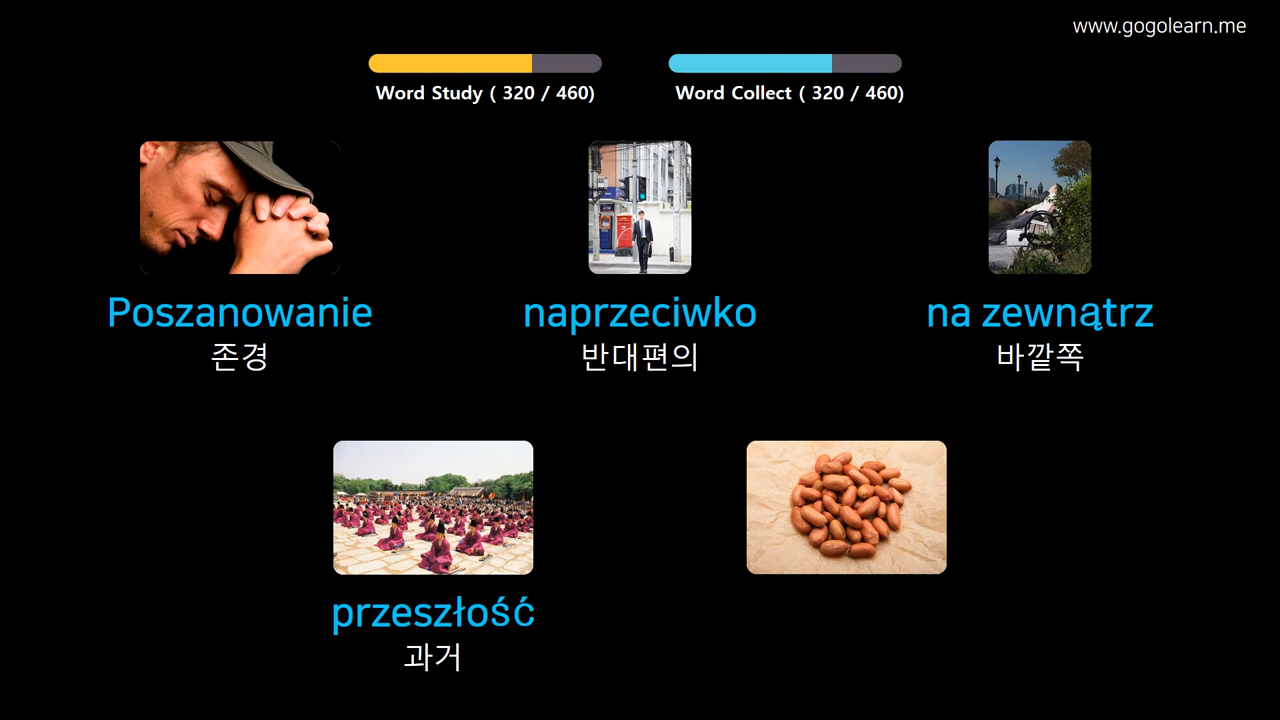 www.gogolearn.me
Word Study ( 320 / 460)
Word Collect ( 320 / 460)
Poszanowanie
존경
naprzeciwko
반대편의
na zewnątrz
바깥쪽
przeszłość
과거